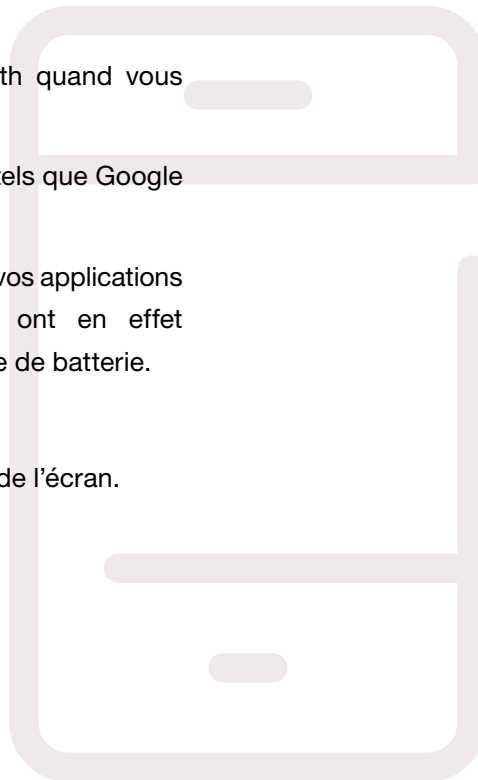 th quand vous
tels que Google
vos applications
ont en effet
e de batterie.
de l’écran.